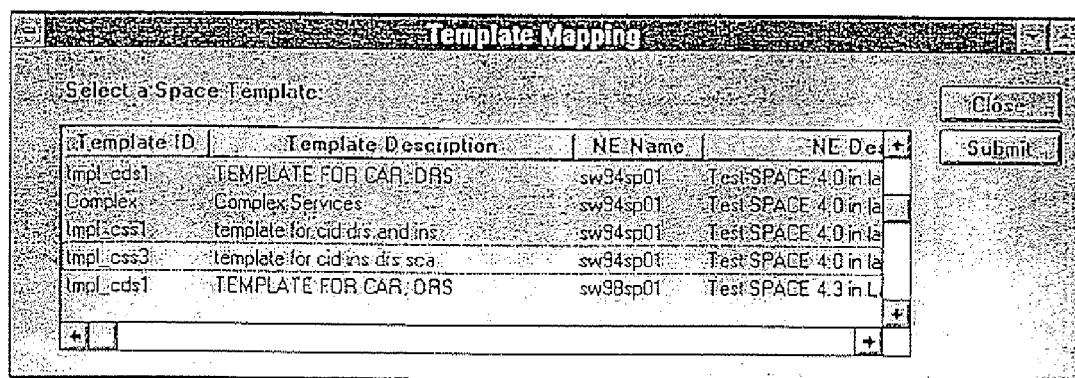 Template Mapping
Select a Space Template:
Close
Submit
Template ID Template Description NE Name NE Des
tmpl_cds1 TEMPLATE FOR CAR, DRS sw94sp01 Test SPACE 4.0 in la
Complex Complex Services sw94sp01 Test SPACE 4.0 in la
tmpl_css1 template for cid drs and ins sw94sp01 Test SPACE 4.0 in la
tmpl_css3 template for cid ins drs sca sw94sp01 Test SPACE 4.0 in la
tmpl_cds1 TEMPLATE FOR CAR, DRS sw98sp01 Test SPACE 4.3 in L